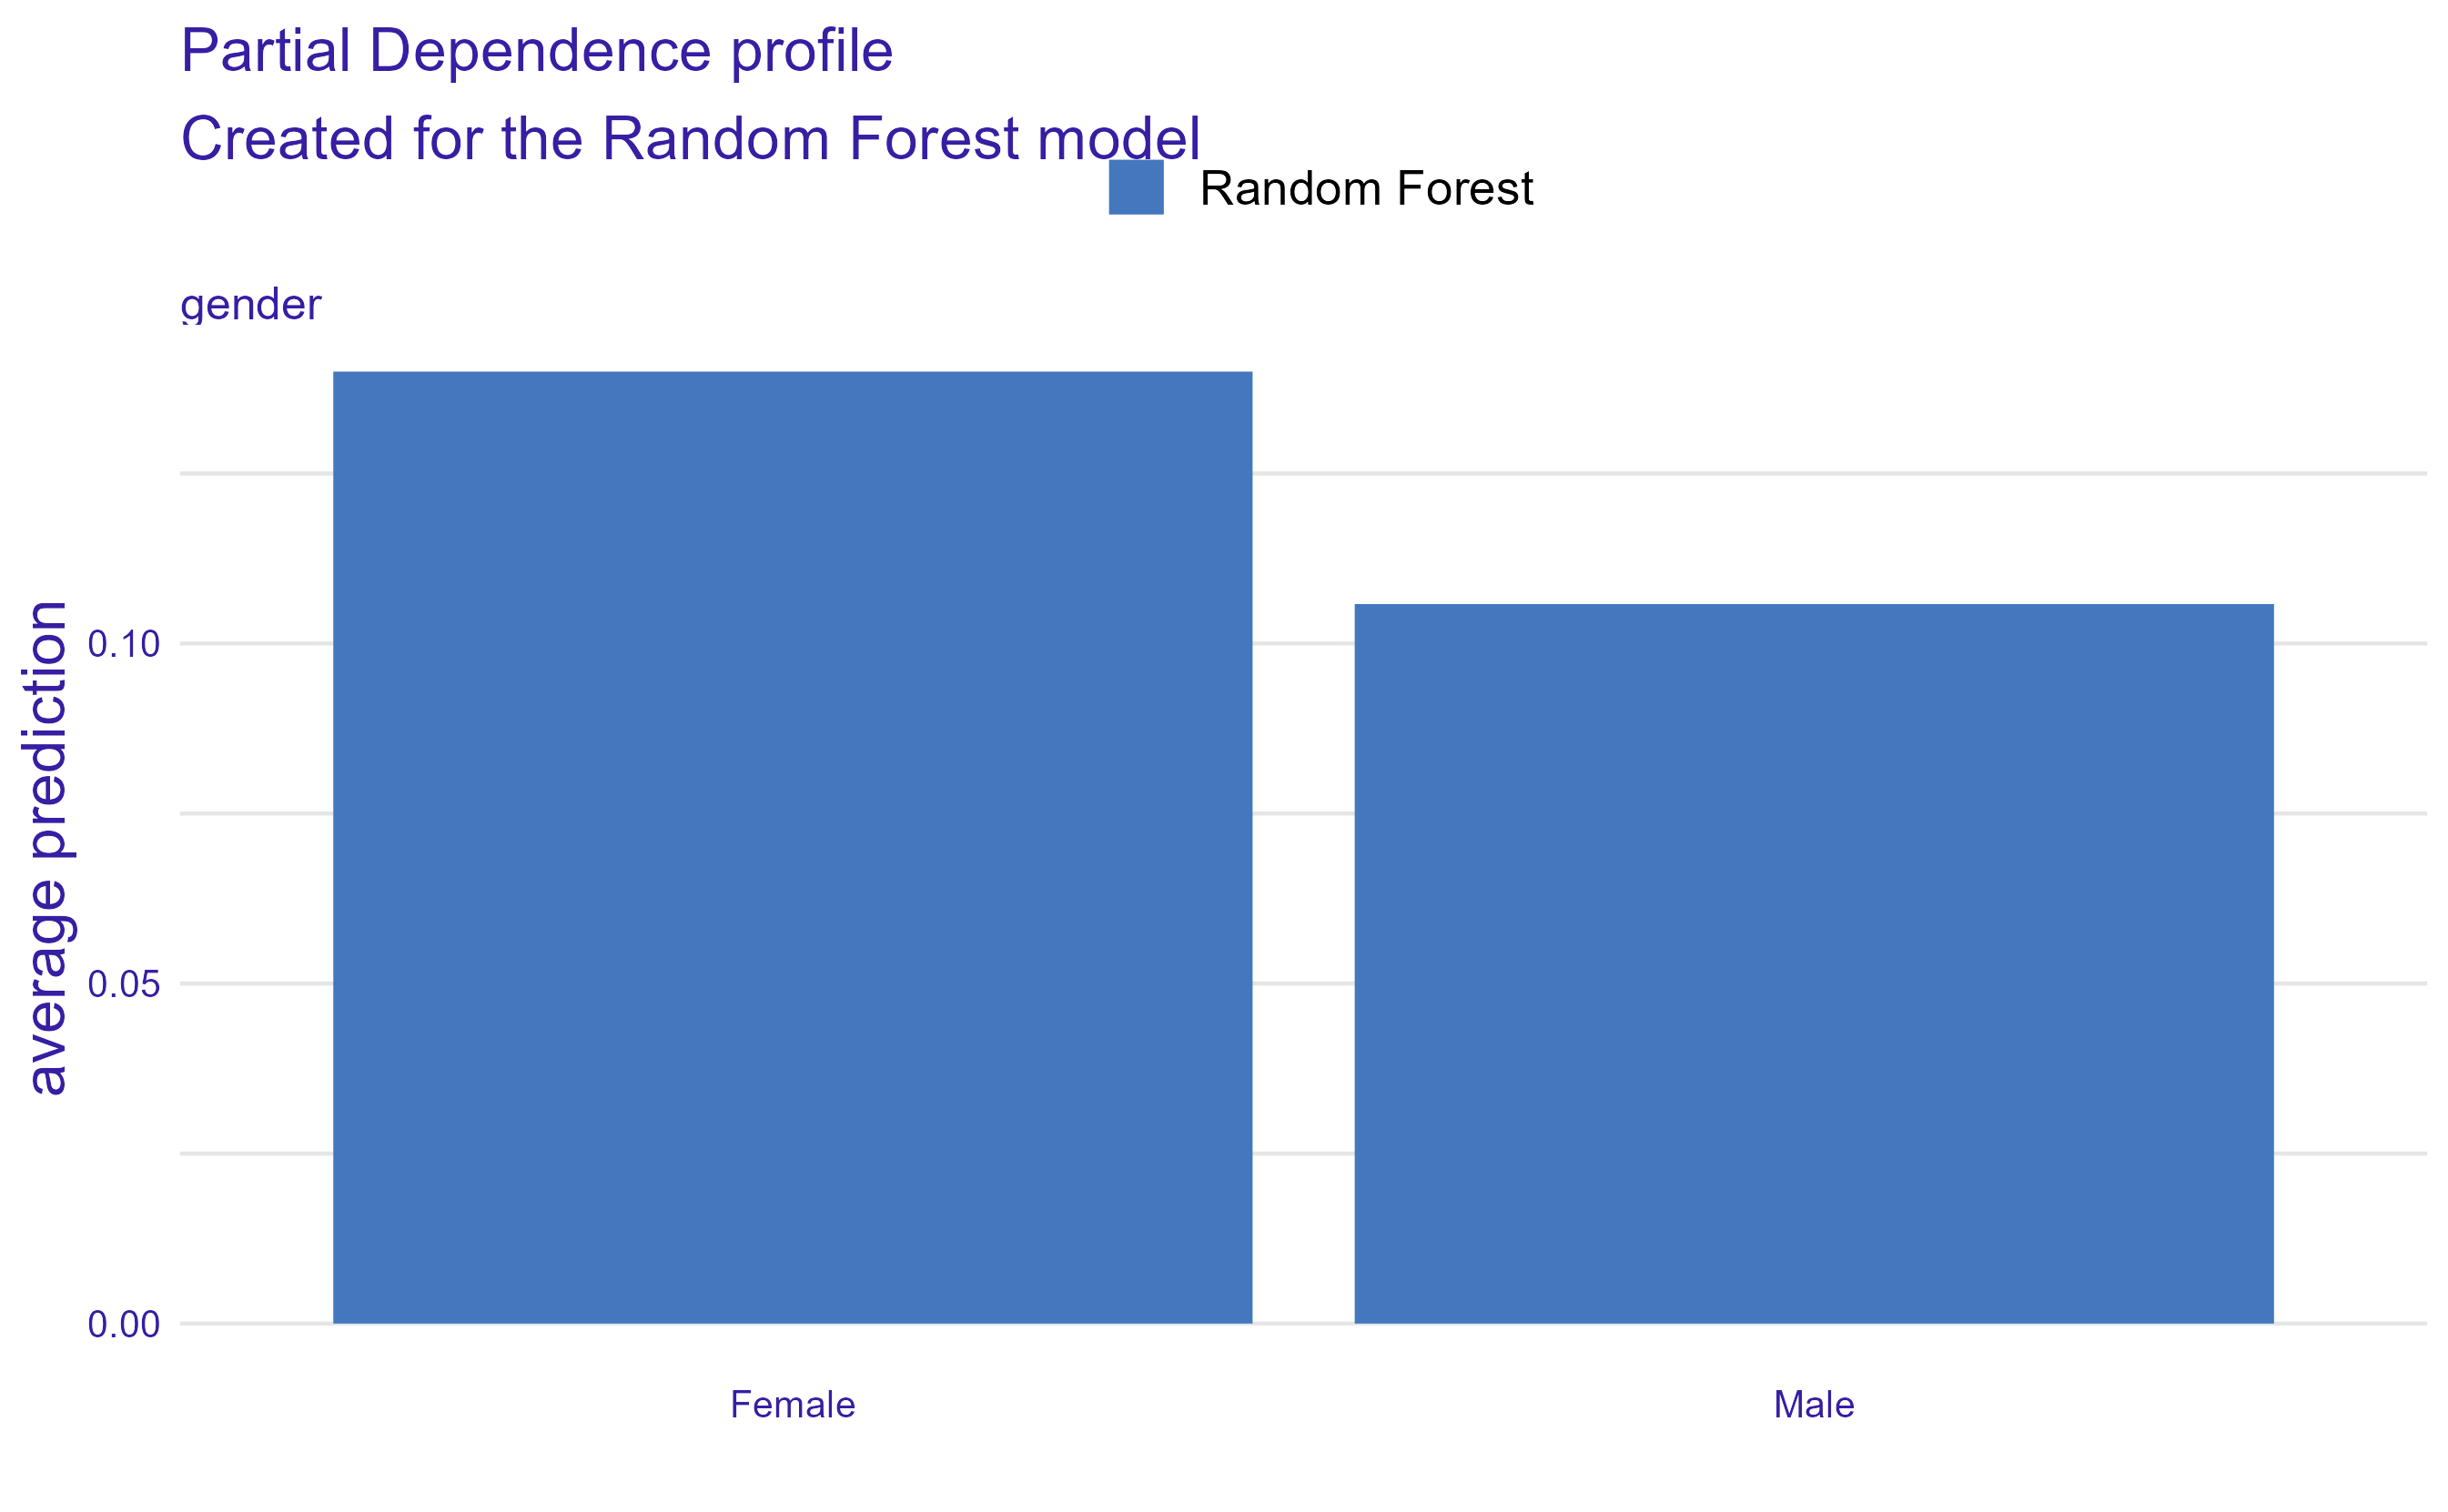 Partial Dependence profile
Created for the Random Forest model
Random Forest
gender
average prediction
0.10
0.05
0.00
Female
Male